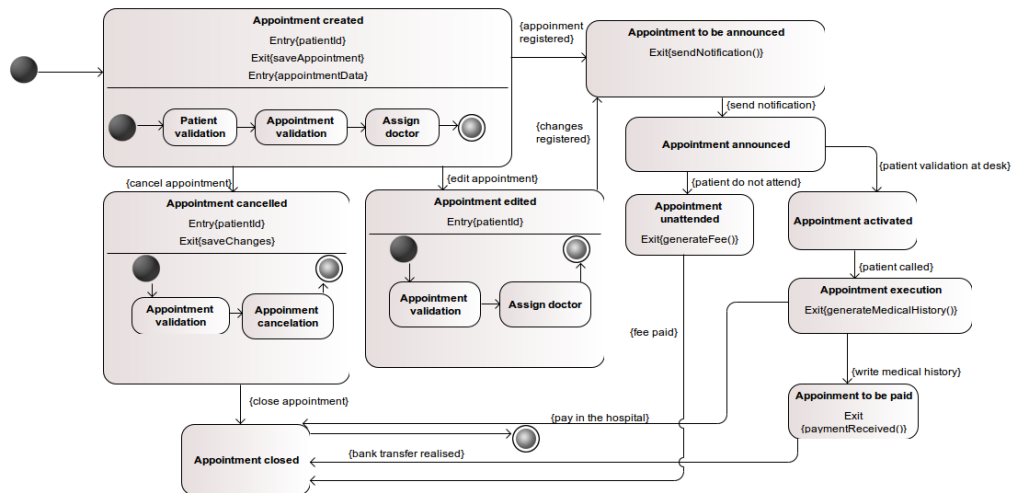 Appointment created
Entry{patientId}
Exit{saveAppointment}
Entry{appointmentData}
Patient
validation
Appointment
validation
Assign
doctor
{appoinment
registered}
Appointment to be announced
Exit{sendNotification()}
{send notification}
{changes
registered}
Appointment announced
{patient validation at desk}
{cancel appointment}
{edit appointment}
{patient do not attend}
Appointment cancelled
Entry{patientId}
Exit{saveChanges}
Appointment
validation
Appoinment
cancelation
Appointment edited
Entry{patientId}
Appointment
validation
Assign doctor
Appointment
unattended
Exit{generateFee()}
Appointment activated
{patient called}
Appointment execution
Exit{generateMedicalHistory()}
{fee paid}
{write medical history}
Appoinment to be paid
Exit
{paymentReceived()}
{close appointment}
{pay in the hospital}
Appointment closed
{bank transfer realised}